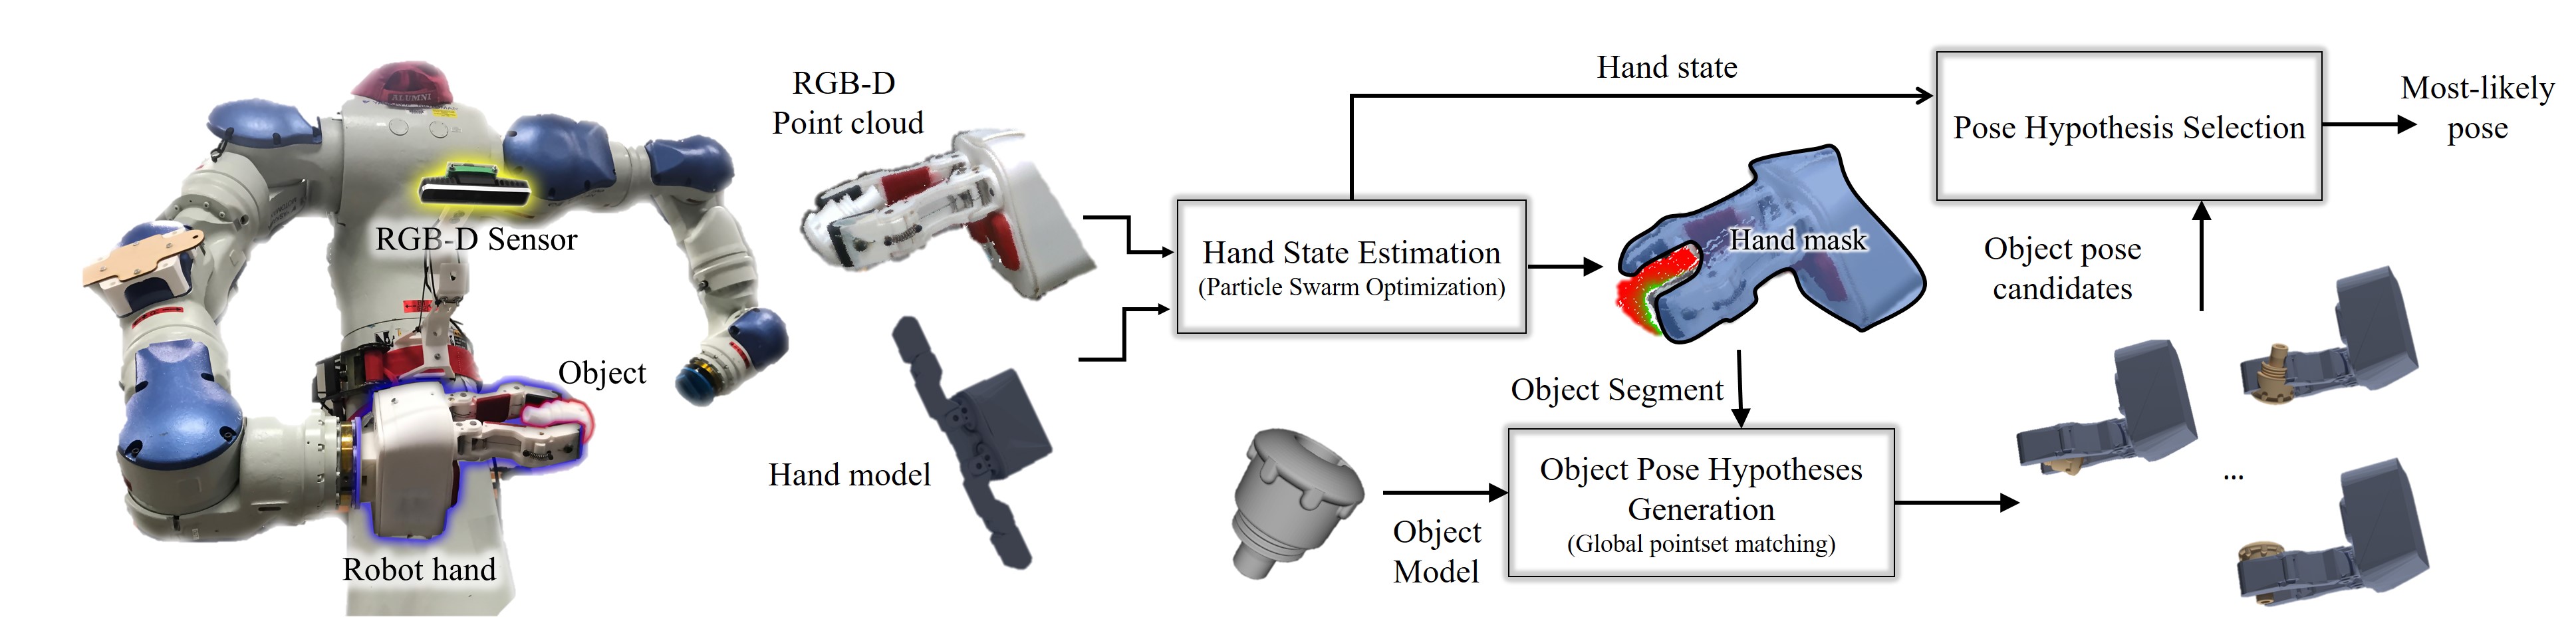 ALUMNI
RGB-D Sensor
Object
Robot hand
RGB-D
Point cloud
Hand model
Hand State Estimation
(Particle Swarm Optimization)
Hand state
Hand mask
Object Segment
Object
Model
Object Pose Hypotheses
Generation
(Global pointset matching)
...
Object pose
candidates
Pose Hypothesis Selection
Most-likely
pose